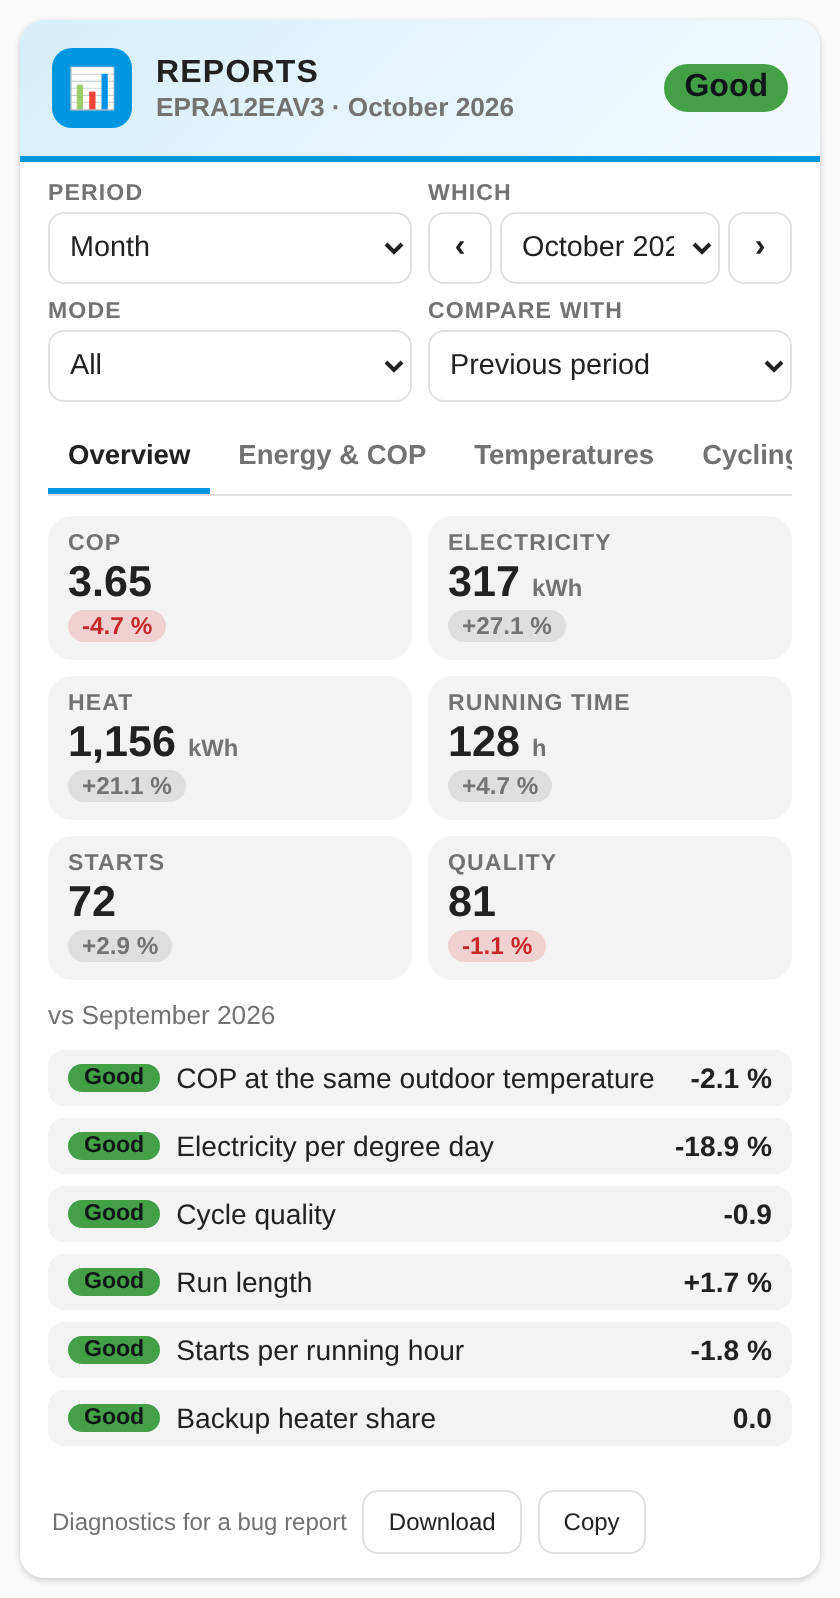 REPORTS
EPRA12EAV3 · October 2026
Good
PERIOD
WHICH
Month
‹
October 202
›
MODE
COMPARE WITH
All
Previous period
Overview
Energy & COP
Temperatures
Cycling
COP
3.65
-4.7 %
ELECTRICITY
317 kWh
+27.1 %
HEAT
1,156 kWh
+21.1 %
RUNNING TIME
128 h
+4.7 %
STARTS
72
+2.9 %
QUALITY
81
-1.1 %
vs September 2026
Good COP at the same outdoor temperature -2.1 %
Good Electricity per degree day -18.9 %
Good Cycle quality -0.9
Good Run length +1.7 %
Good Starts per running hour -1.8 %
Good Backup heater share 0.0
Diagnostics for a bug report Download Copy